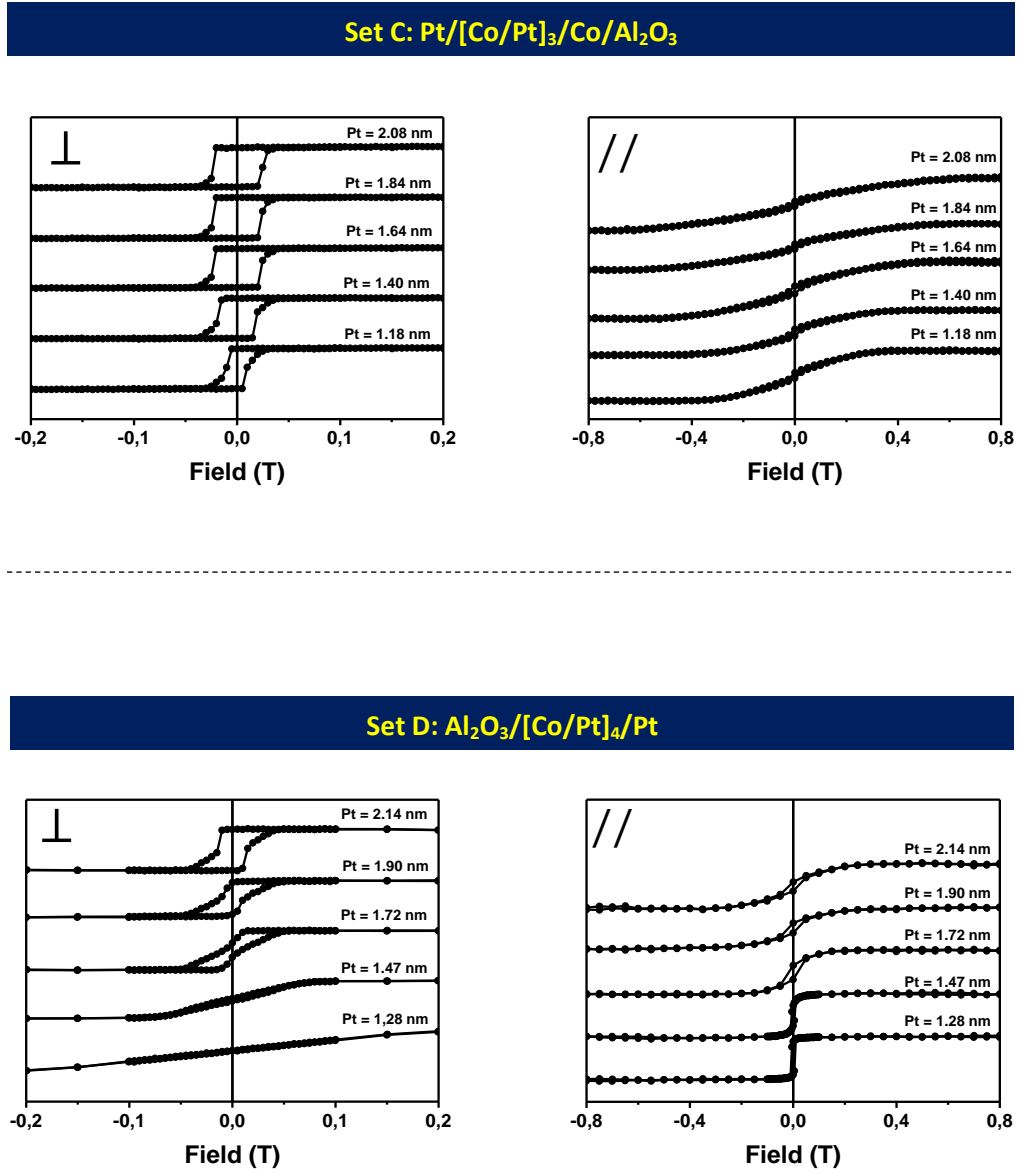 Set C: Pt/[Co/Pt]₃/Co/Al₂O₃
⊥
Pt = 2.08 nm
Pt = 1.84 nm
Pt = 1.64 nm
Pt = 1.40 nm
Pt = 1.18 nm
-0,2 -0,1 0,0 0,1 0,2
Field (T)
//
Pt = 2.08 nm
Pt = 1.84 nm
Pt = 1.64 nm
Pt = 1.40 nm
Pt = 1.18 nm
-0,8 -0,4 0,0 0,4 0,8
Field (T)
Set D: Al₂O₃/[Co/Pt]₄/Pt
⊥
Pt = 2.14 nm
Pt = 1.90 nm
Pt = 1.72 nm
Pt = 1.47 nm
Pt = 1,28 nm
-0,2 -0,1 0,0 0,1 0,2
Field (T)
//
Pt = 2.14 nm
Pt = 1.90 nm
Pt = 1.72 nm
Pt = 1.47 nm
Pt = 1.28 nm
-0,8 -0,4 0,0 0,4 0,8
Field (T)